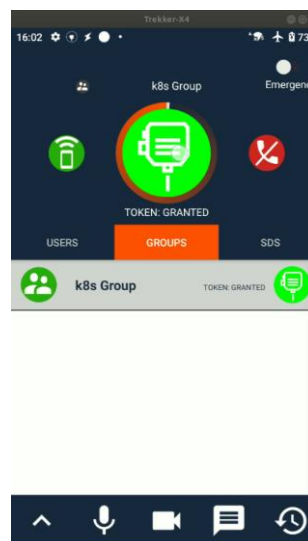 Trekker-X4
16:02
73
k8s Group
Emergenc
TOKEN: GRANTED
USERS
GROUPS
SDS
k8s Group
TOKEN: GRANTED